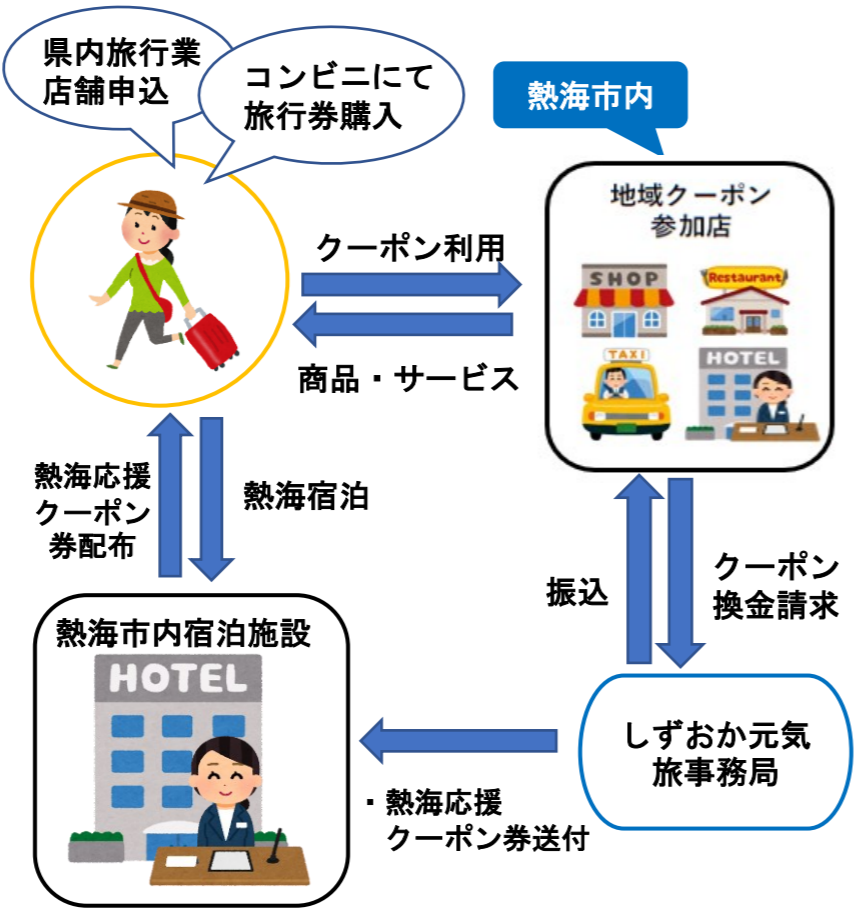 県内旅行業
店舗申込
コンビニにて
旅行券購入
熱海市内
地域クーポン
参加店
SHOP
Restaurant
TAXI
HOTEL
クーポン利用
商品・サービス
熱海応援
クーポン
券配布
熱海宿泊
振込
クーポン
換金請求
熱海市内宿泊施設
HOTEL
しずおか元気
旅事務局
・熱海応援
クーポン券送付